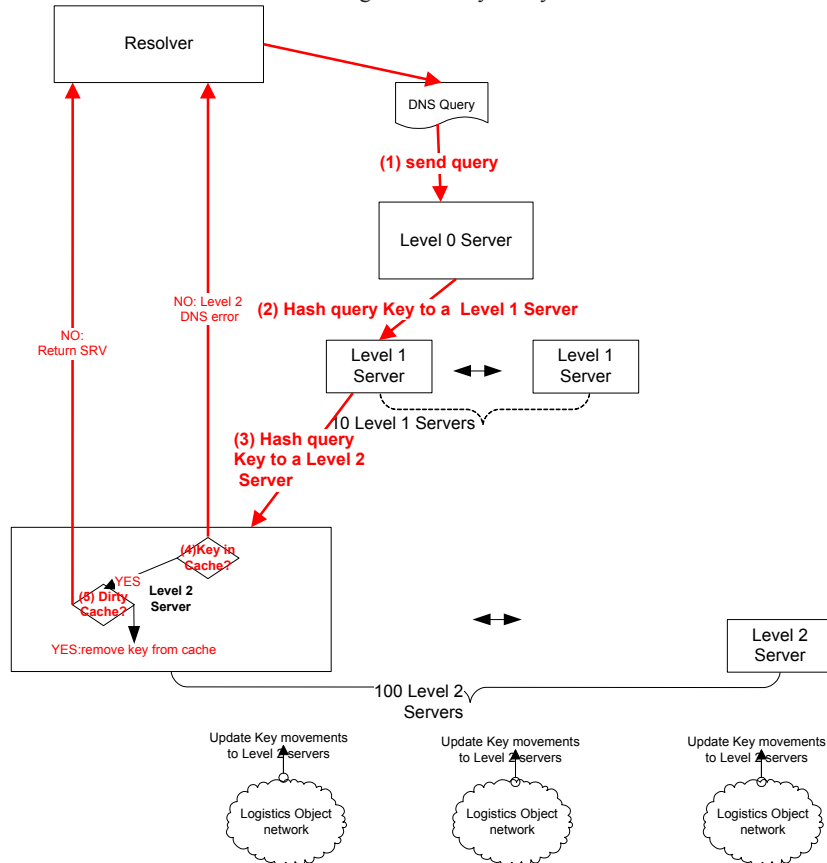 Resolver
DNS Query
(1) send query
Level 0 Server
(2) Hash query Key to a  Level 1 Server
NO: Level 2
DNS error
NO:
Return SRV
Level 1
Server
Level 1
Server
10 Level 1 Servers
(3) Hash query
Key to a Level 2
Server
(4)Key in
Cache?
YES
(5) Dirty
Cache?
Level 2
Server
YES:remove key from cache
Level 2
Server
100 Level 2
Servers
Update Key movements
to Level 2 servers
Update Key movements
to Level 2 servers
Update Key movements
to Level 2 servers
Logistics Object
network
Logistics Object
network
Logistics Object
network